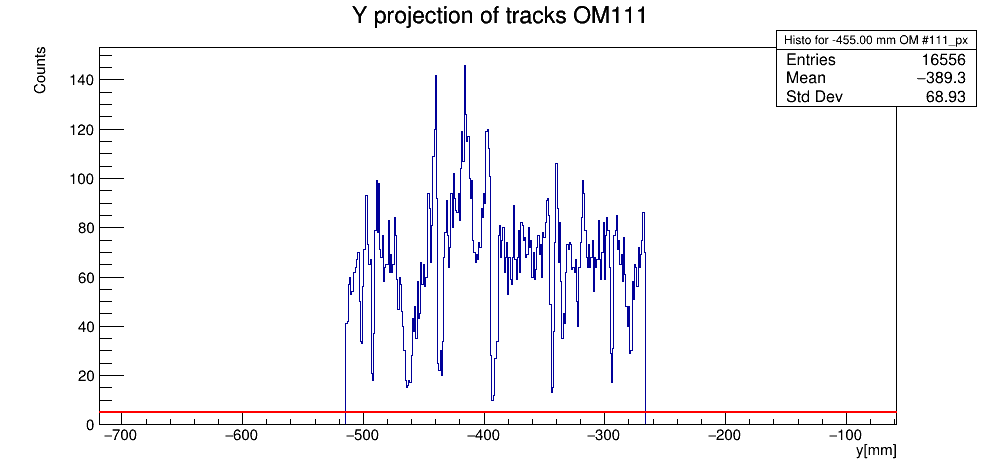 Y projection of tracks OM111
Histo for -455.00 mm OM #111_px
Entries 16556
Mean −389.3
Std Dev 68.93
Counts
140
120
100
80
60
40
20
0
−700 −600 −500 −400 −300 −200 −100
y[mm]